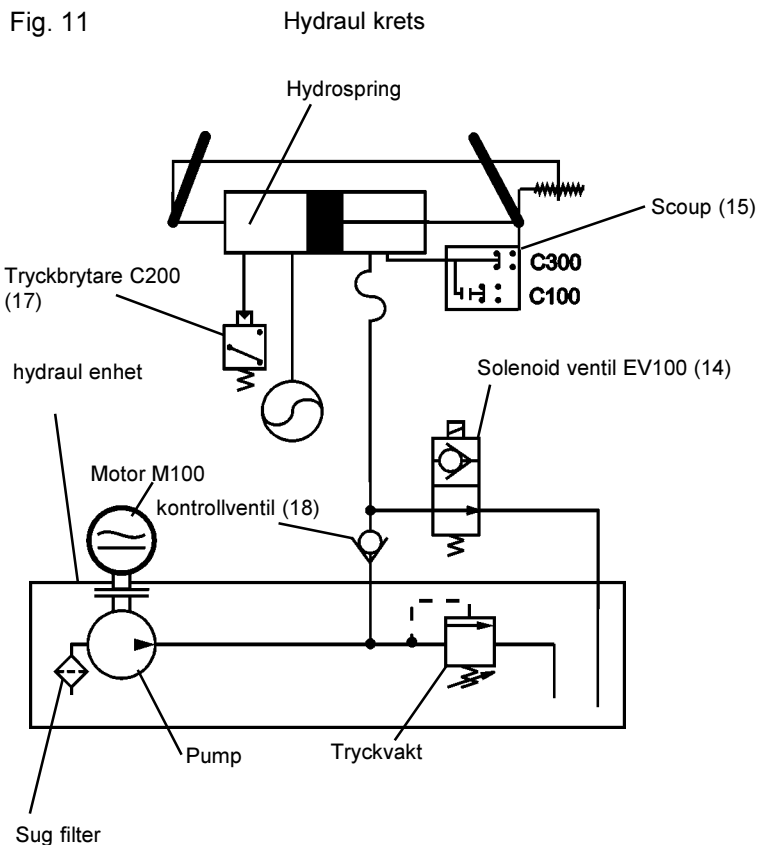 Fig. 11
Hydraul krets
Hydrospring
Scoup (15)
C300
C100
Tryckbrytare C200
(17)
hydraul enhet
Solenoid ventil EV100 (14)
Motor M100
kontrollventil (18)
Pump
Tryckvakt
Sug filter